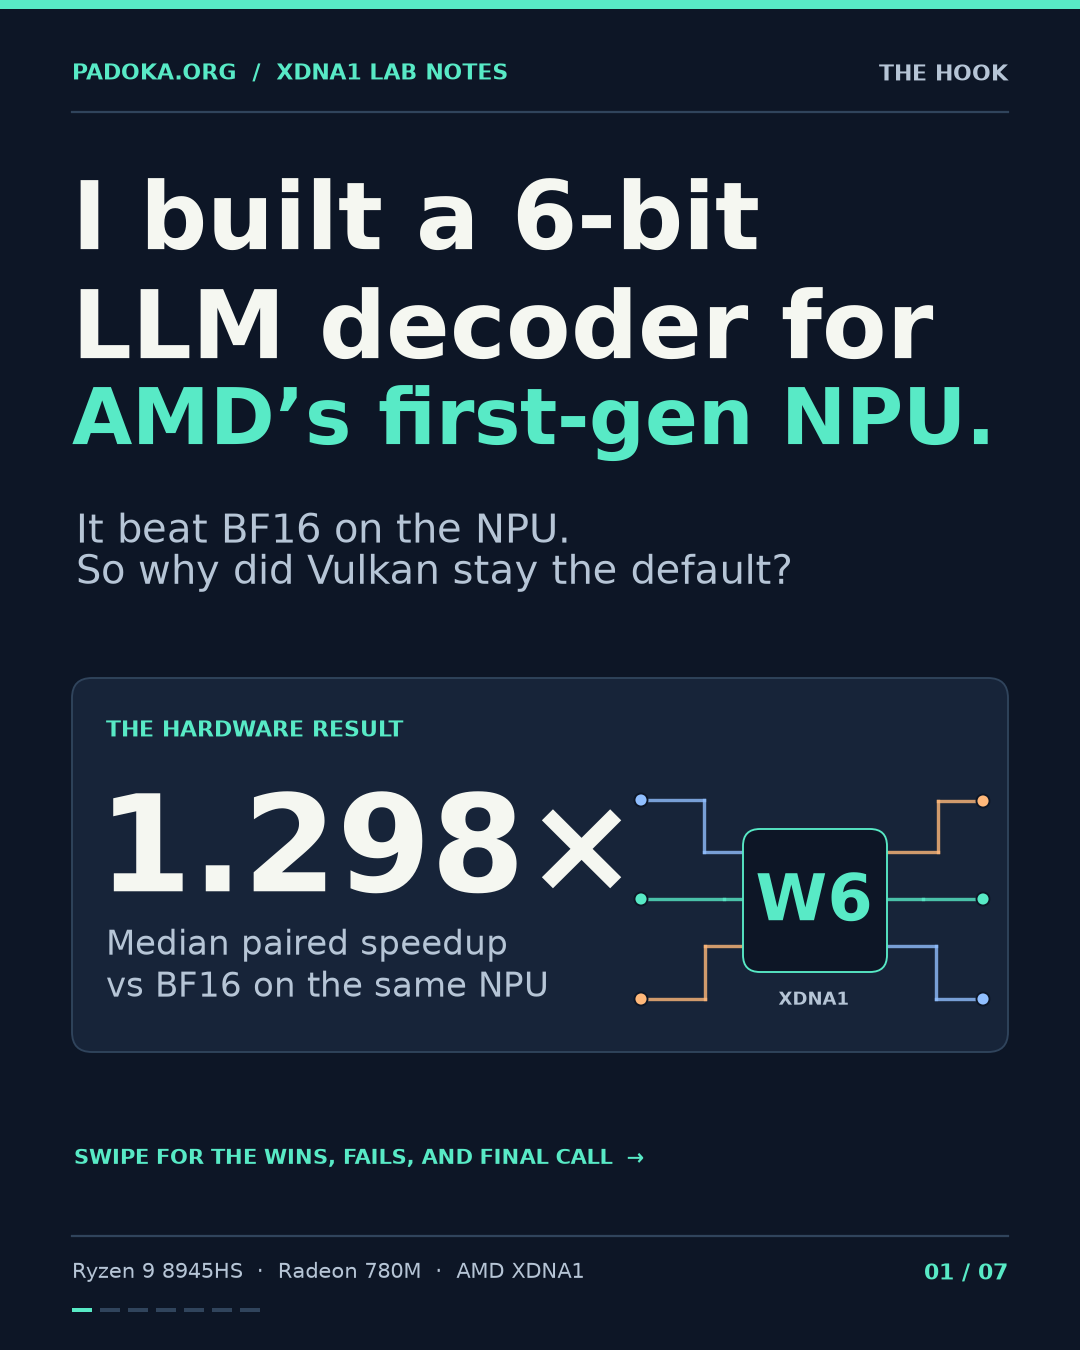 PADOKA.ORG / XDNA1 LAB NOTES
THE HOOK
I built a 6-bit
LLM decoder for
AMD’s first-gen NPU.
It beat BF16 on the NPU.
So why did Vulkan stay the default?
THE HARDWARE RESULT
1.298×
Median paired speedup
vs BF16 on the same NPU
W6
XDNA1
SWIPE FOR THE WINS, FAILS, AND FINAL CALL →
Ryzen 9 8945HS · Radeon 780M · AMD XDNA1
01 / 07